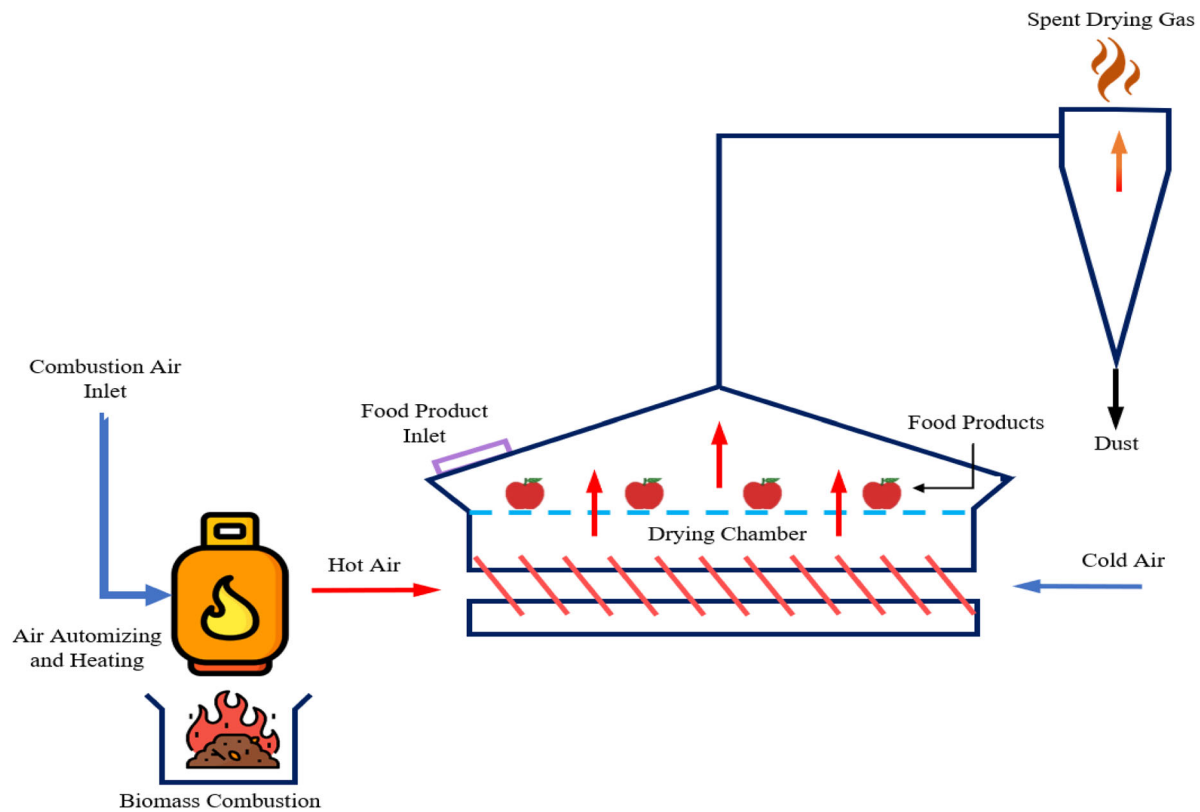 Spent Drying Gas
Combustion Air
Inlet
Food Product
Inlet
Food Products
Dust
Drying Chamber
Hot Air
Cold Air
Air Automizing
and Heating
Biomass Combustion